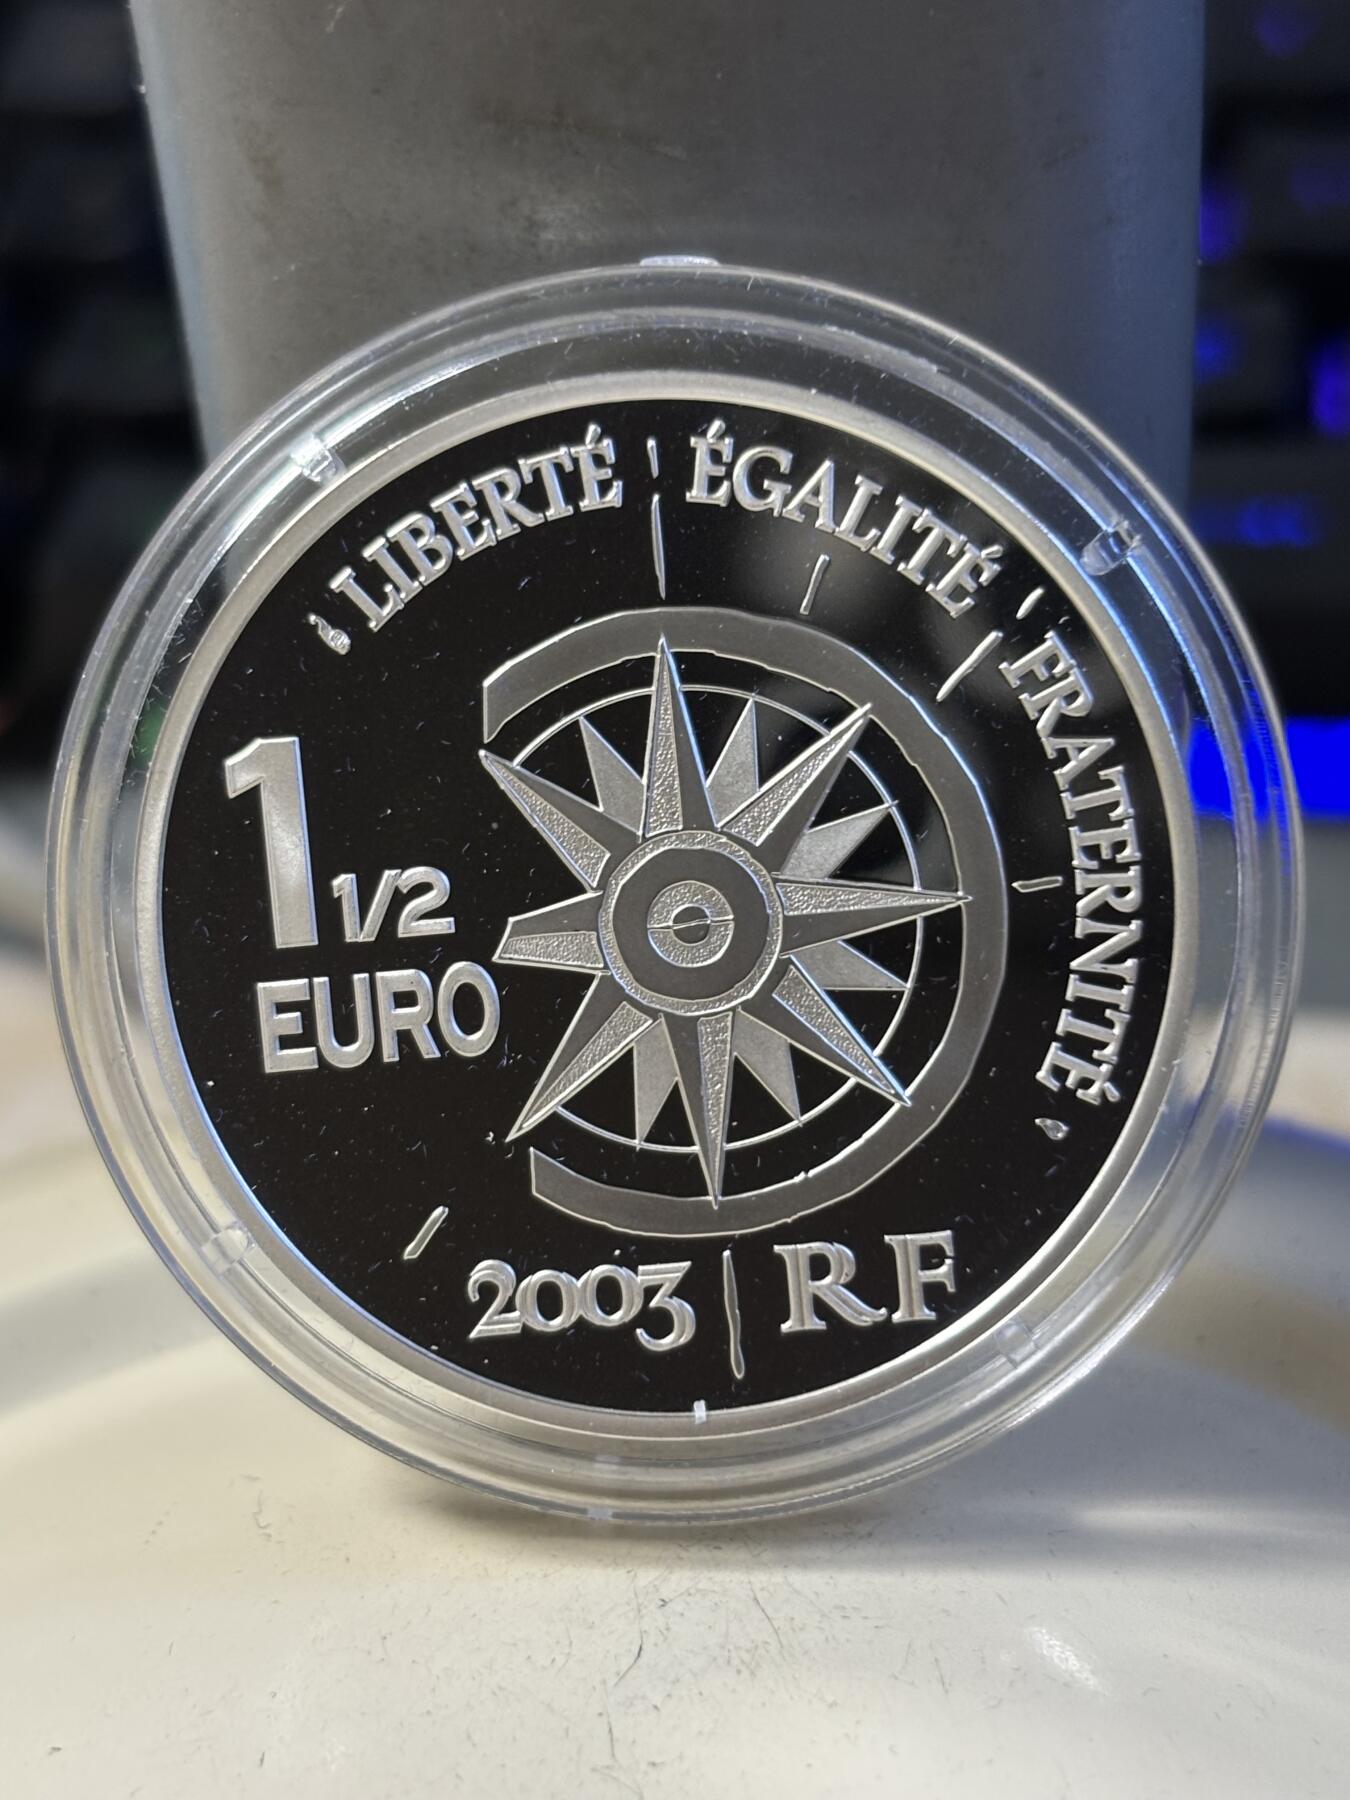 LIBERTÉ ÉGALITÉ FRATERNITÉ
1 1/2
EURO
2003 RF